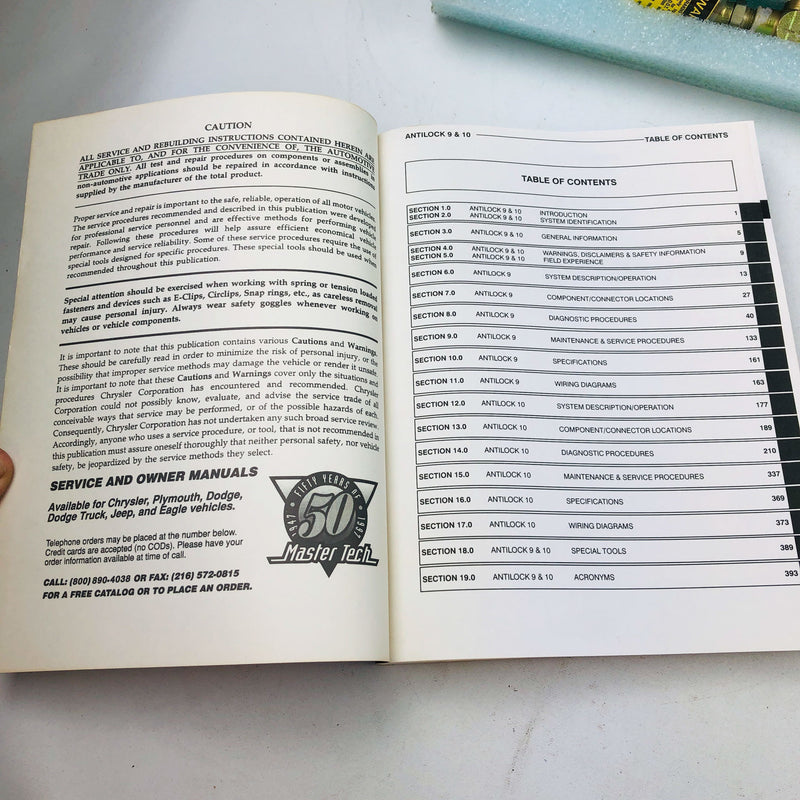 CAUTION
ALL SERVICE AND REBUILDING INSTRUCTIONS CONTAINED HEREIN ARE
APPLICABLE TO, AND FOR THE CONVENIENCE OF, THE AUTOMOTIVE
TRADE ONLY. All test and repair procedures on components or assemblies in
non-automotive applications should be repaired in accordance with instructions
supplied by the manufacturer of the total product.
Proper service and repair is important to the safe, reliable, operation of all motor vehicles.
The service procedures recommended and described in this publication were developed
for professional service personnel and are effective methods for performing vehicle
repair. Following these procedures will help assure efficient economical vehicle
performance and service reliability. Some of these service procedures require the use of
special tools designed for specific procedures. These special tools should be used when
recommended throughout this publication.
Special attention should be exercised when working with spring or tension loaded
fasteners and devices such as E-Clips, Circlips, Snap rings, etc., as careless removal
may cause personal injury. Always wear safety goggles whenever working on
vehicles or vehicle components.
It is important to note that this publication contains various Cautions and Warnings.
These should be carefully read in order to minimize the risk of personal injury, or the
possibility that improper service methods may damage the vehicle or render it unsafe.
It is important to note that these Cautions and Warnings cover only the situations and
procedures Chrysler Corporation has encountered and recommended. Chrysler
Corporation could not possibly know, evaluate, and advise the service trade of all
conceivable ways that service may be performed, or of the possible hazards of each.
Consequently, Chrysler Corporation has not undertaken any such broad service review.
Accordingly, anyone who uses a service procedure, or tool, that is not recommended in
this publication must assure oneself thoroughly that neither personal safety, nor vehicle
safety, be jeopardized by the service methods they select.
SERVICE AND OWNER MANUALS
Available for Chrysler, Plymouth, Dodge,
Dodge Truck, Jeep, and Eagle vehicles.
Telephone orders may be placed at the number below.
Credit cards are accepted (no CODs). Please have your
order information available at time of call.
CALL: (800) 890-4038 OR FAX: (216) 572-0815
FOR A FREE CATALOG OR TO PLACE AN ORDER.
FIFTY YEARS OF
1947 50 1997
Master Tech
ANTILOCK 9 & 10 TABLE OF CONTENTS
TABLE OF CONTENTS
SECTION 1.0 ANTILOCK 9 & 10 INTRODUCTION 1
SECTION 2.0 ANTILOCK 9 & 10 SYSTEM IDENTIFICATION
SECTION 3.0 ANTILOCK 9 & 10 GENERAL INFORMATION 5
SECTION 4.0 ANTILOCK 9 & 10 WARNINGS, DISCLAIMERS & SAFETY INFORMATION 9
SECTION 5.0 ANTILOCK 9 & 10 FIELD EXPERIENCE
SECTION 6.0 ANTILOCK 9 SYSTEM DESCRIPTION/OPERATION 13
SECTION 7.0 ANTILOCK 9 COMPONENT/CONNECTOR LOCATIONS 27
SECTION 8.0 ANTILOCK 9 DIAGNOSTIC PROCEDURES 40
SECTION 9.0 ANTILOCK 9 MAINTENANCE & SERVICE PROCEDURES 133
SECTION 10.0 ANTILOCK 9 SPECIFICATIONS 161
SECTION 11.0 ANTILOCK 9 WIRING DIAGRAMS 163
SECTION 12.0 ANTILOCK 10 SYSTEM DESCRIPTION/OPERATION 177
SECTION 13.0 ANTILOCK 10 COMPONENT/CONNECTOR LOCATIONS 189
SECTION 14.0 ANTILOCK 10 DIAGNOSTIC PROCEDURES 210
SECTION 15.0 ANTILOCK 10 MAINTENANCE & SERVICE PROCEDURES 337
SECTION 16.0 ANTILOCK 10 SPECIFICATIONS 369
SECTION 17.0 ANTILOCK 10 WIRING DIAGRAMS 373
SECTION 18.0 ANTILOCK 9 & 10 SPECIAL TOOLS 389
SECTION 19.0 ANTILOCK 9 & 10 ACRONYMS 393